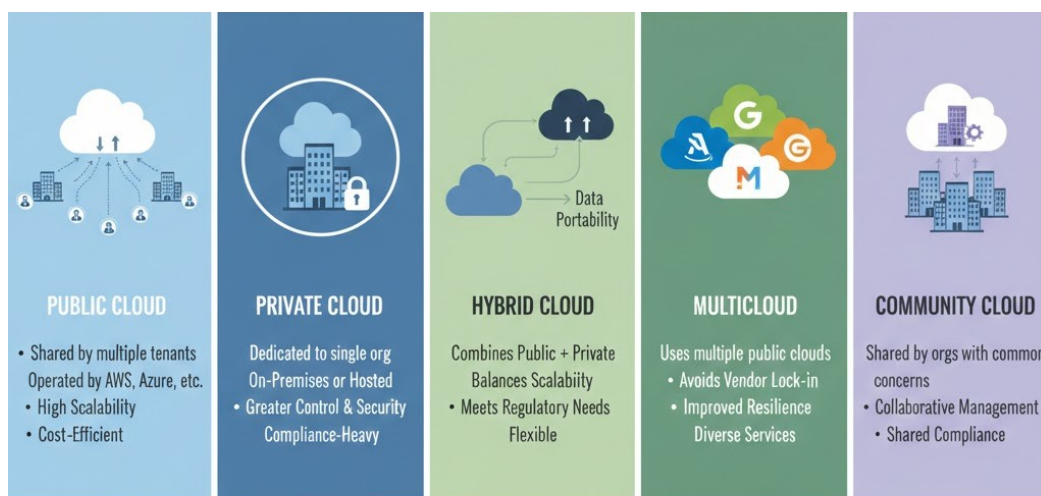 Data
Portability
PUBLIC CLOUD
• Shared by multiple tenants
Operated by AWS, Azure, etc.
• High Scalability
• Cost-Efficient
PRIVATE CLOUD
Dedicated to single org
On-Premises or Hosted
• Greater Control & Security
Compliance-Heavy
HYBRID CLOUD
Combines Public + Private
Balances Scalabiity
• Meets Regulatory Needs
Flexible
G
A
G
M
MULTICLOUD
Uses multiple public clouds
• Avoids Vendor Lock-in
• Improved Resilience
Diverse Services
COMMUNITY CLOUD
Shared by orgs with common
concerns
• Collaborative Management
• Shared Compliance